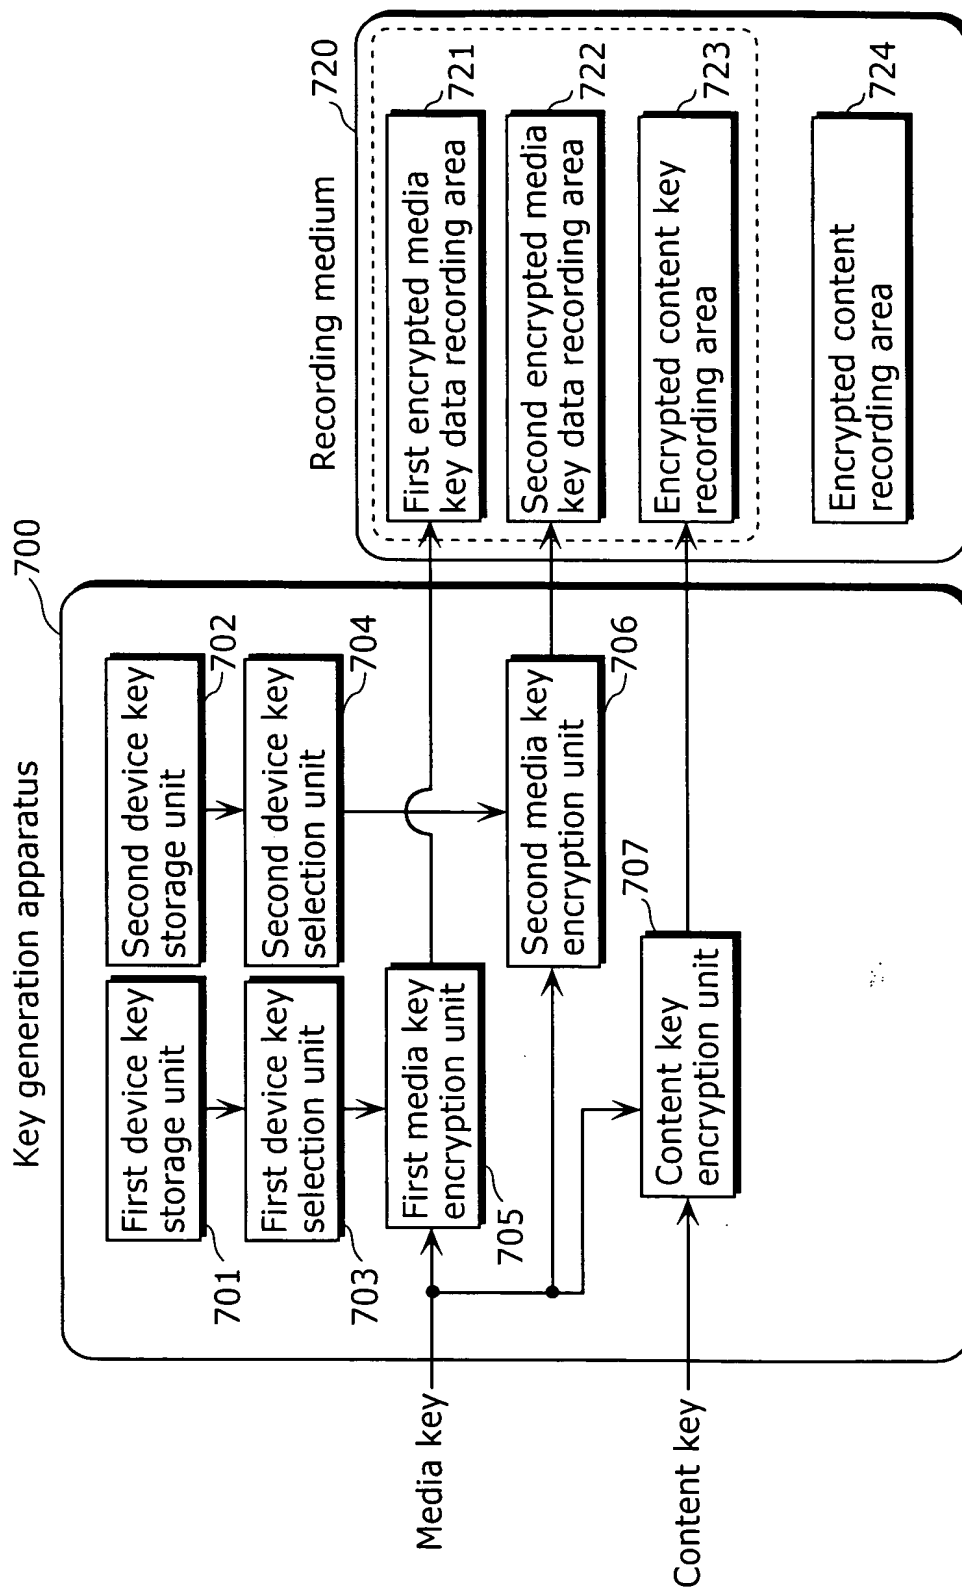 Key generation apparatus
700
First device key
storage unit
701
Second device key
storage unit
702
First device key
selection unit
703
Second device key
selection unit
704
Media key
First media key
encryption unit
705
Second media key
encryption unit
706
Content key
Content key
encryption unit
707
Recording medium
720
First encrypted media
key data recording area
721
Second encrypted media
key data recording area
722
Encrypted content key
recording area
723
Encrypted content
recording area
724